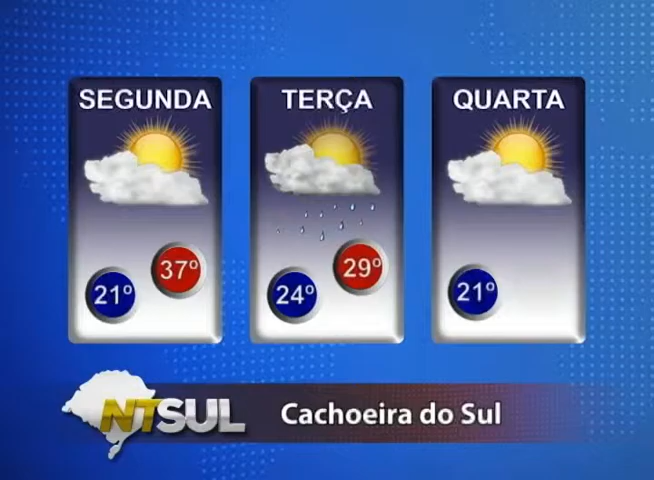 SEGUNDA
37º
21º
TERÇA
29º
24º
QUARTA
21º
NTSUL
Cachoeira do Sul